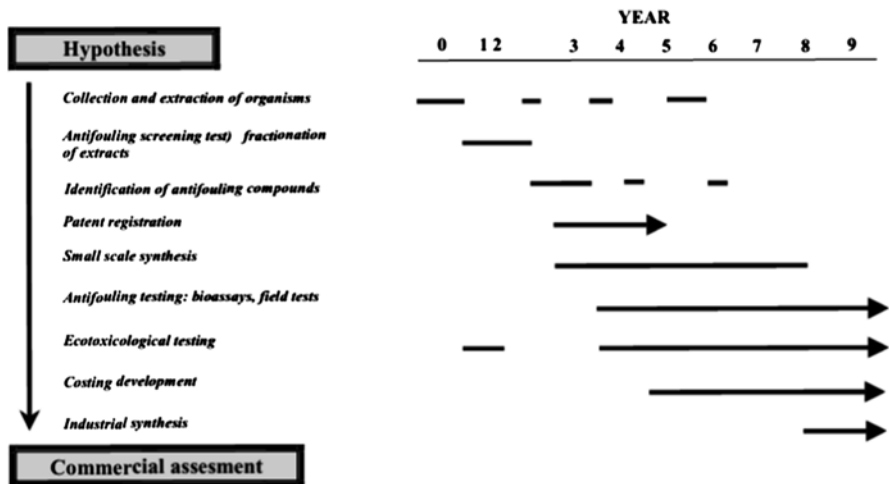 YEAR
Hypothesis
0 1 2 3 4 5 6 7 8 9
Collection and extraction of organisms
Antifouling screening test) fractionation
of extracts
Identification of antifouling compounds
Patent registration
Small scale synthesis
Antifouling testing: bioassays, field tests
Ecotoxicological testing
Costing development
Industrial synthesis
Commercial assesment